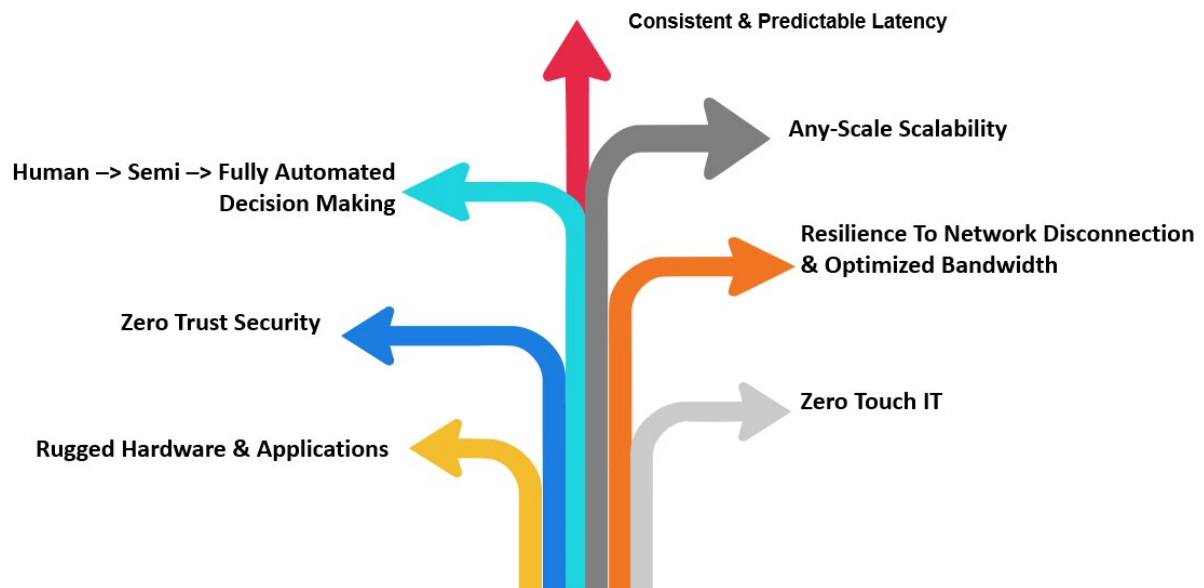 Consistent & Predictable Latency
Any-Scale Scalability
Human –> Semi –> Fully Automated
Decision Making
Resilience To Network Disconnection
& Optimized Bandwidth
Zero Trust Security
Zero Touch IT
Rugged Hardware & Applications